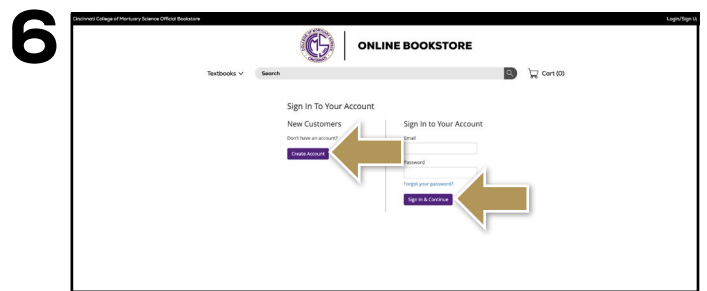 6
Cincinnati College of Mortuary Science Official Bookstore
Login/Sign U
ONLINE BOOKSTORE
Textbooks
Search
Cart (0)
Sign In To Your Account
New Customers
Don't have an account?
Create Account
Sign In to Your Account
Email
Password
Forgot your password?
Sign In & Continue